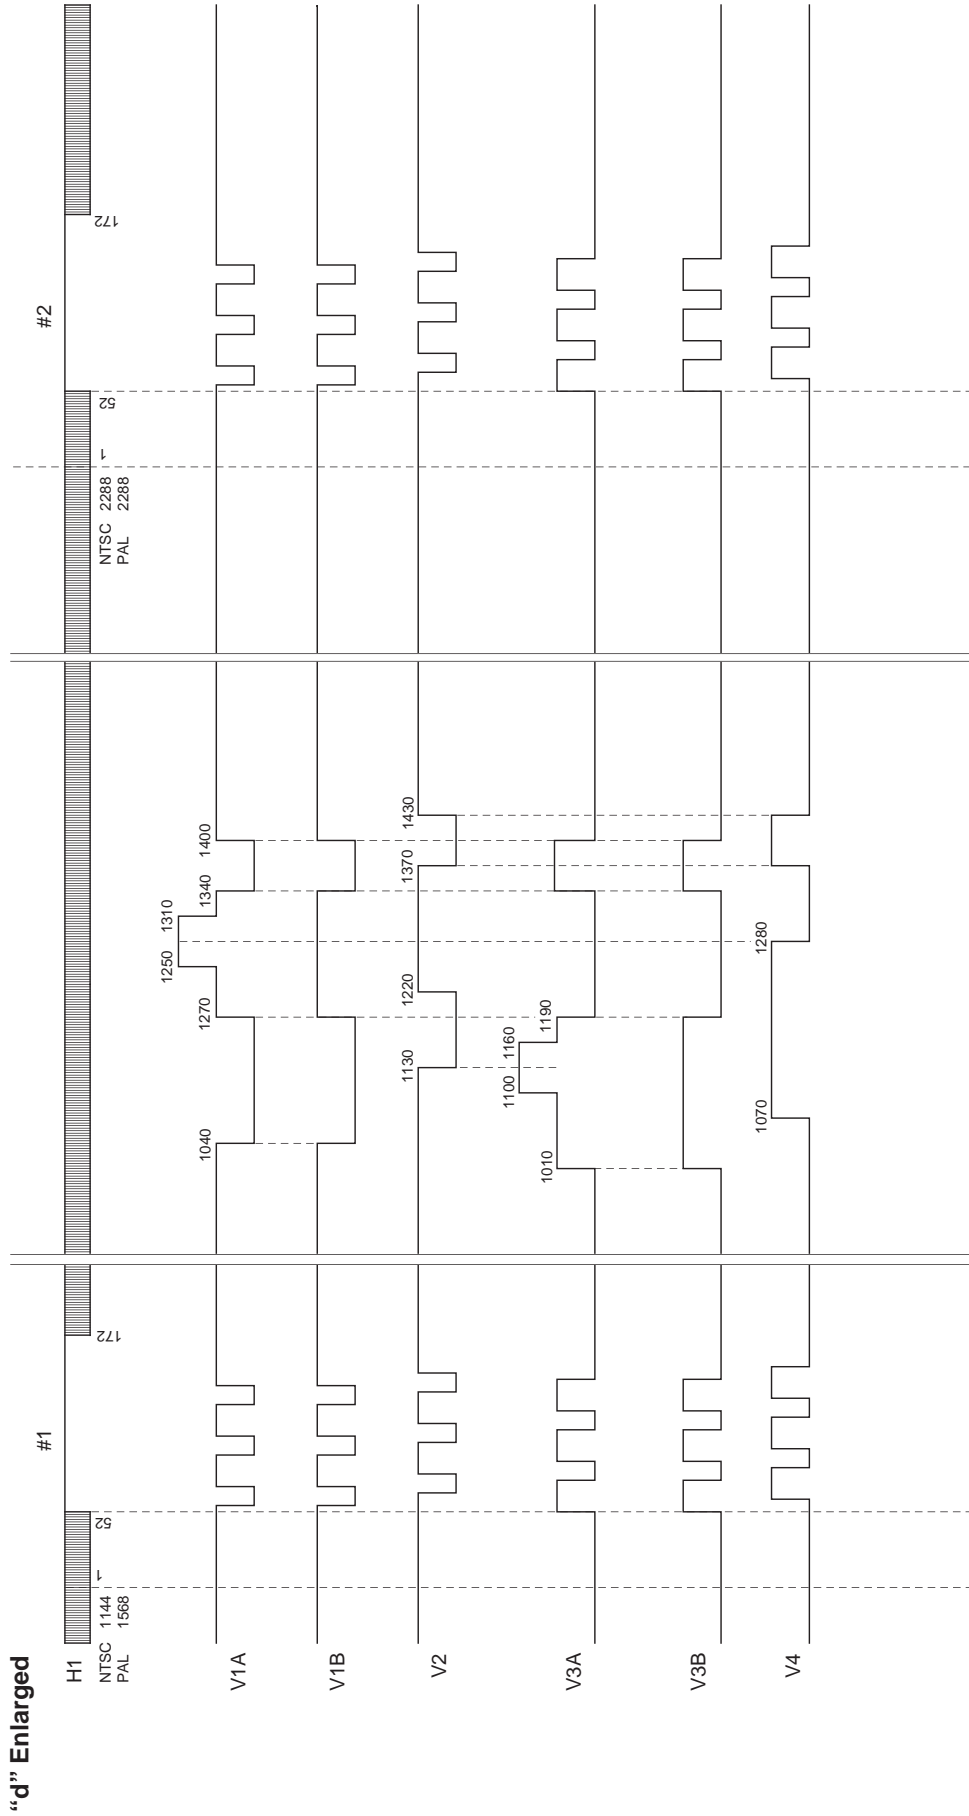 “d” Enlarged
#1
#2
H1
NTSC 1144
PAL 1568
1
52
172
NTSC 2288
PAL 2288
1
52
172
V1A
1040
1270
1250
1310
1340
1400
V1B
V2
1130
1220
1370
1430
V3A
1010
1100
1160
1190
V3B
V4
1070
1280